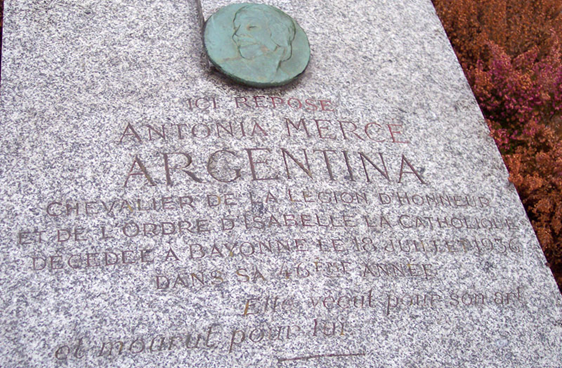 ICI REPOSE
ANTONIA MERCE
ARGENTINA
CHEVALIER DE LA LEGION D'HONNEUR
ET DE L'ORDRE D'ISABELLE LA CATHOLIQUE
DECEDEE A BAYONNE LE 18 JUILLET 1936
DANS SA 46EME ANNEE
Elle vécut pour son art
et mourut pour lui